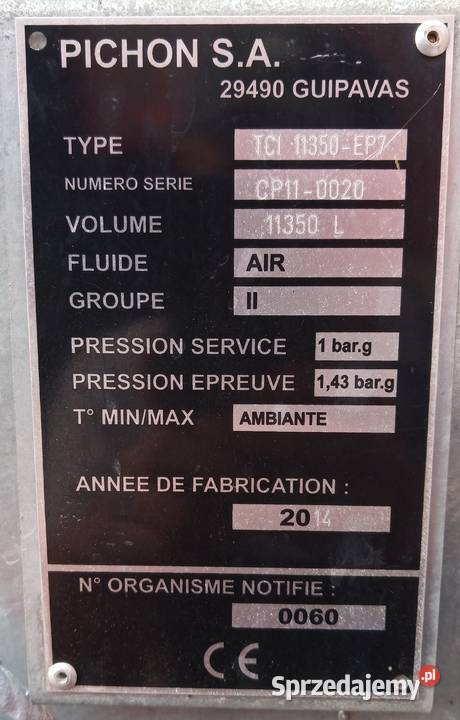 PICHON S.A.
29490 GUIPAVAS
TYPE TCI 11350-EP7
NUMERO SERIE CP11-0020
VOLUME 11350 L
FLUIDE AIR
GROUPE II
PRESSION SERVICE 1 bar.g
PRESSION EPREUVE 1,43 bar.g
T° MIN/MAX AMBIANTE
ANNEE DE FABRICATION :
2014
N° ORGANISME NOTIFIE :
0060
CE
Sprzedajemy.pl